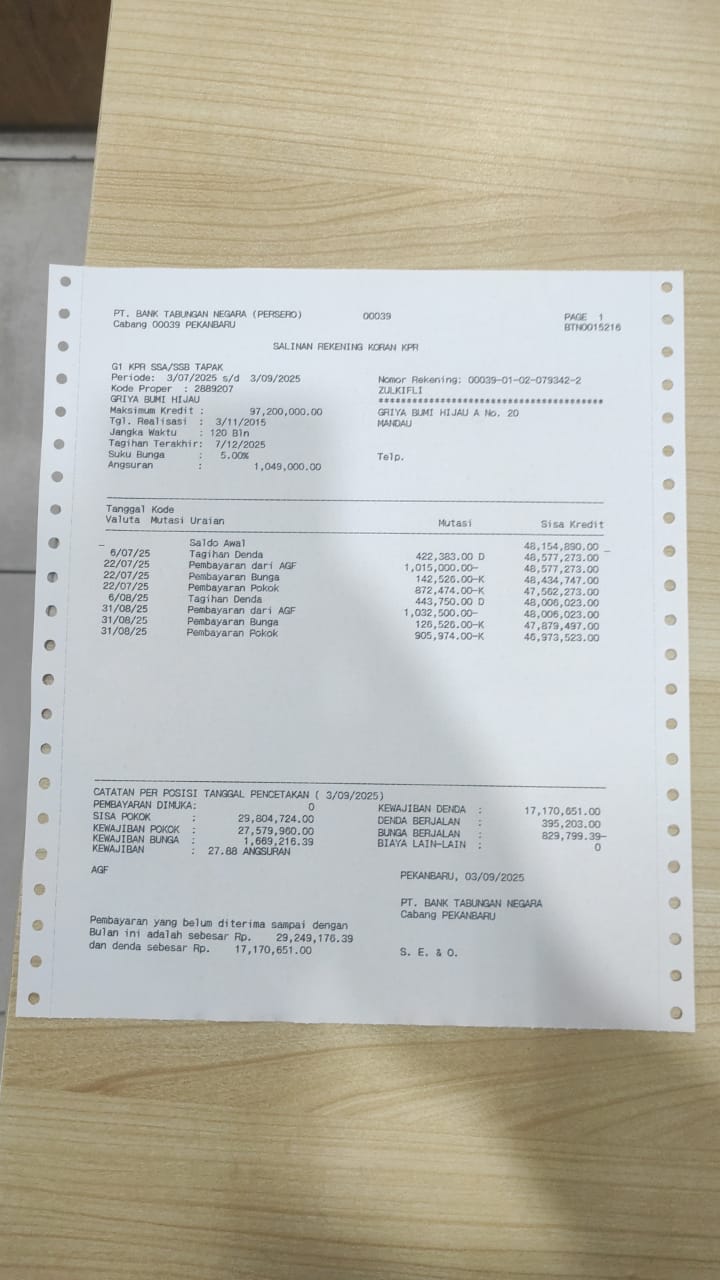 PT. BANK TABUNGAN NEGARA (PERSERO) 00039 PAGE 1
Cabang 00039 PEKANBARU BTN0015216
SALINAN REKENING KORAN KPR
G1 KPR SSA/SSB TAPAK
Periode: 3/07/2025 s/d 3/09/2025 Nomor Rekening: 00039-01-02-079342-2
Kode Proper : 2889207 ZULKIFLI
GRIYA BUMI HIJAU ******************************************
Maksimum Kredit : 97,200,000.00 GRIYA BUMI HIJAU A No. 20
Tgl. Realisasi : 3/11/2015 MANDAU
Jangka Waktu : 120 Bln
Tagihan Terakhir: 7/12/2025
Suku Bunga : 5.00% Telp.
Angsuran : 1,049,000.00
Tanggal Kode
Valuta Mutasi Uraian Mutasi Sisa Kredit
Saldo Awal 48,154,890.00
6/07/25 Tagihan Denda 422,383.00 D 48,577,273.00
22/07/25 Pembayaran dari AGF 1,015,000.00- 48,577,273.00
22/07/25 Pembayaran Bunga 142,526.00-K 48,434,747.00
22/07/25 Pembayaran Pokok 872,474.00-K 47,562,273.00
6/08/25 Tagihan Denda 443,750.00 D 48,006,023.00
31/08/25 Pembayaran dari AGF 1,032,500.00- 48,006,023.00
31/08/25 Pembayaran Bunga 126,526.00-K 47,879,497.00
31/08/25 Pembayaran Pokok 905,974.00-K 46,973,523.00
CATATAN PER POSISI TANGGAL PENCETAKAN ( 3/09/2025)
PEMBAYARAN DIMUKA: 0 KEWAJIBAN DENDA : 17,170,651.00
SISA POKOK : 29,804,724.00 DENDA BERJALAN : 395,203.00
KEWAJIBAN POKOK : 27,579,960.00 BUNGA BERJALAN : 829,799.39-
KEWAJIBAN BUNGA : 1,669,216.39 BIAYA LAIN-LAIN : 0
KEWAJIBAN : 27.88 ANGSURAN
AGF
PEKANBARU, 03/09/2025
PT. BANK TABUNGAN NEGARA
Cabang PEKANBARU
Pembayaran yang belum diterima sampai dengan
Bulan ini adalah sebesar Rp. 29,249,176.39
dan denda sebesar Rp. 17,170,651.00
S. E. & O.